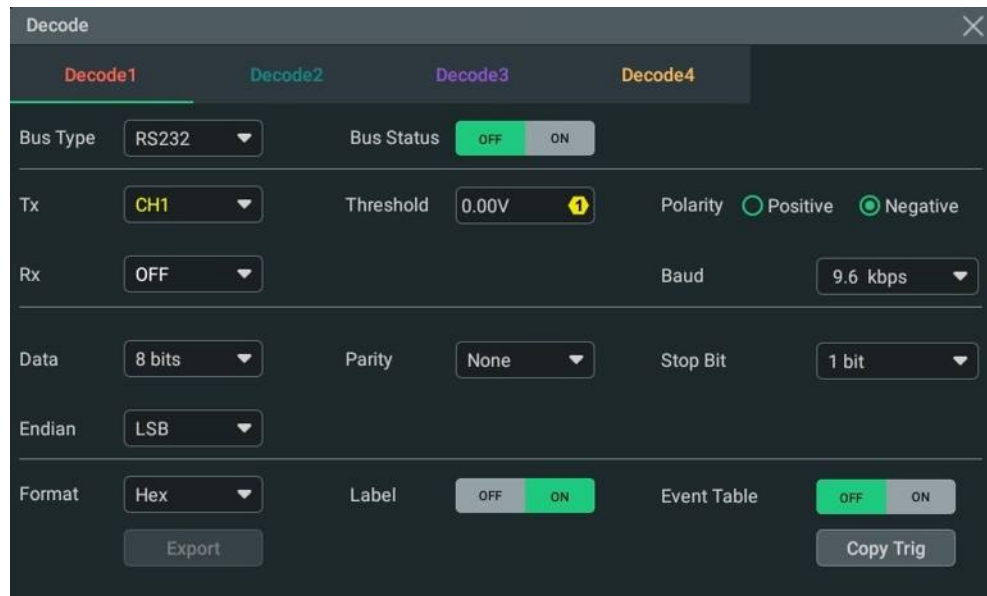 Decode
Decode1 Decode2 Decode3 Decode4
Bus Type RS232 Bus Status OFF ON
Tx CH1 Threshold 0.00V 1 Polarity Positive Negative
Rx OFF Baud 9.6 kbps
Data 8 bits Parity None Stop Bit 1 bit
Endian LSB
Format Hex Label OFF ON Event Table OFF ON
Export Copy Trig